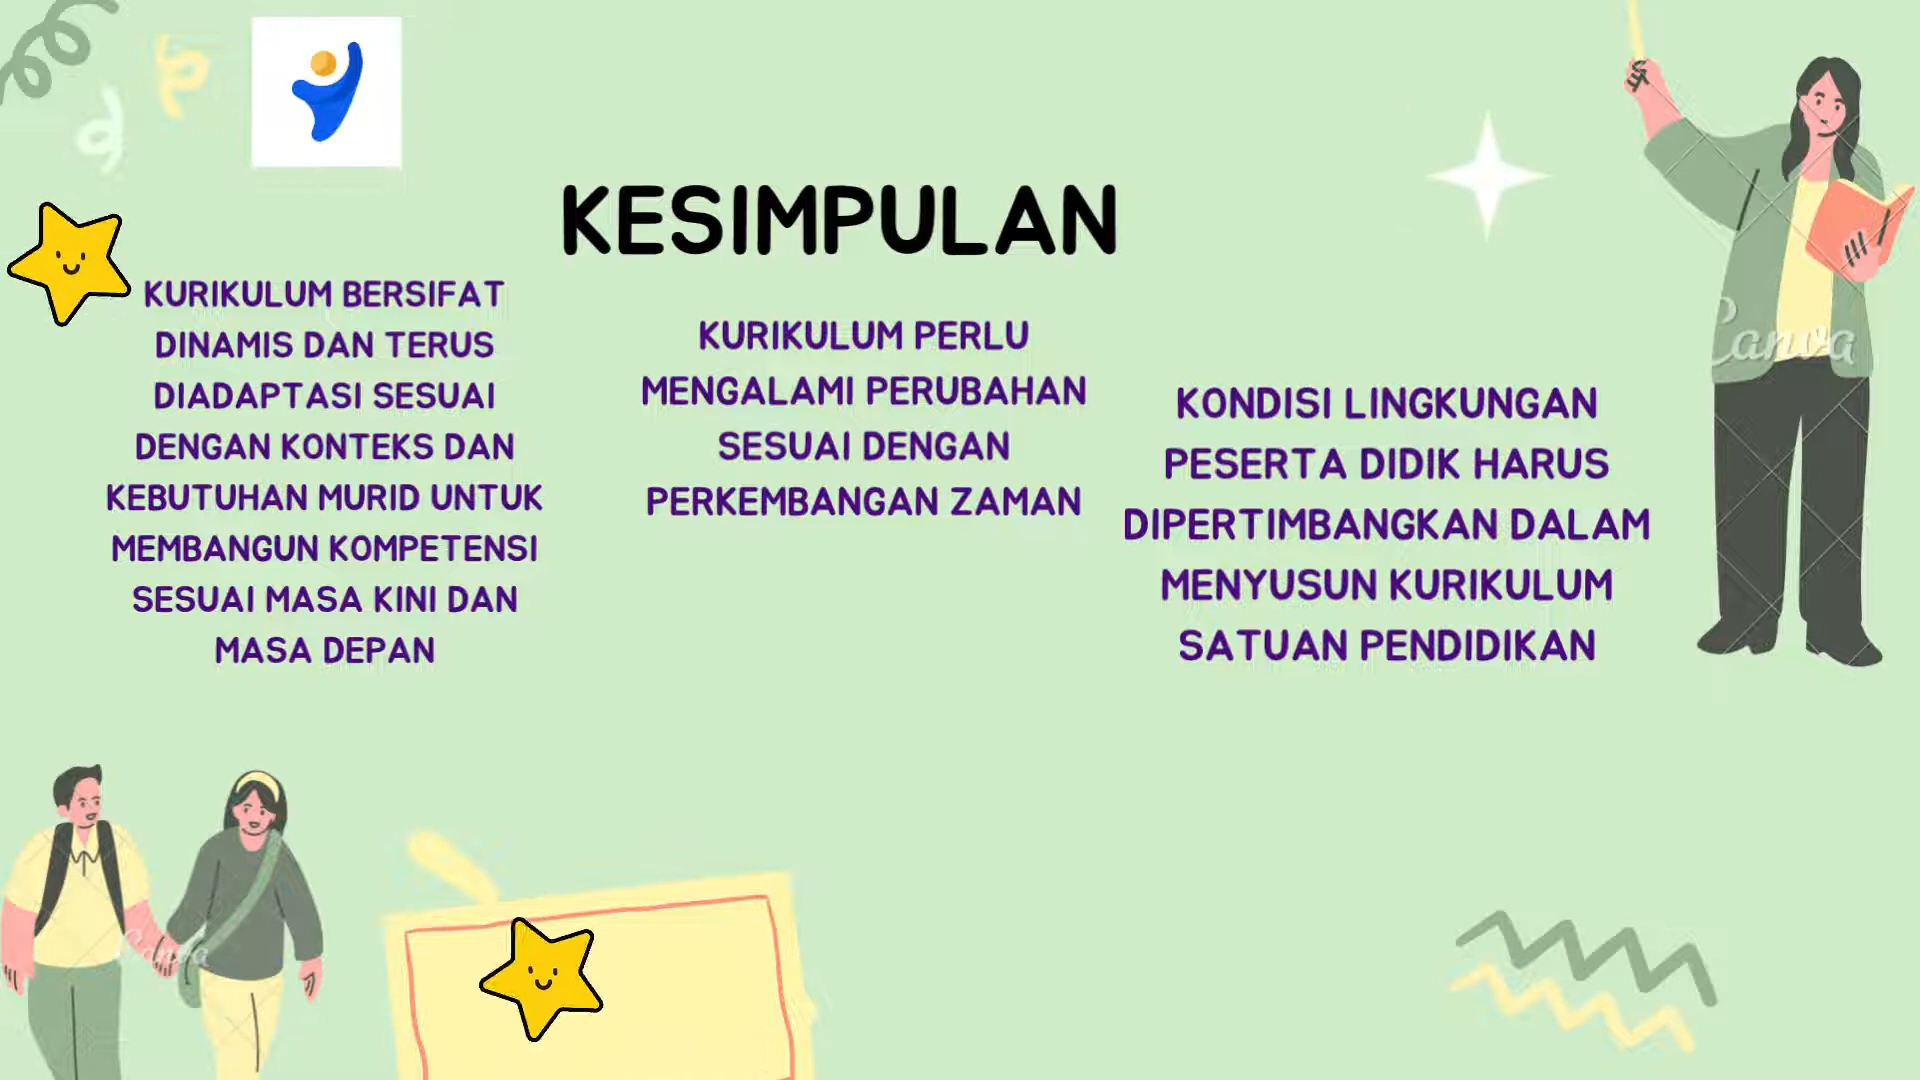 KESIMPULAN
KURIKULUM BERSIFAT
DINAMIS DAN TERUS
DIADAPTASI SESUAI
DENGAN KONTEKS DAN
KEBUTUHAN MURID UNTUK
MEMBANGUN KOMPETENSI
SESUAI MASA KINI DAN
MASA DEPAN
KURIKULUM PERLU
MENGALAMI PERUBAHAN
SESUAI DENGAN
PERKEMBANGAN ZAMAN
KONDISI LINGKUNGAN
PESERTA DIDIK HARUS
DIPERTIMBANGKAN DALAM
MENYUSUN KURIKULUM
SATUAN PENDIDIKAN
Canva
Canva